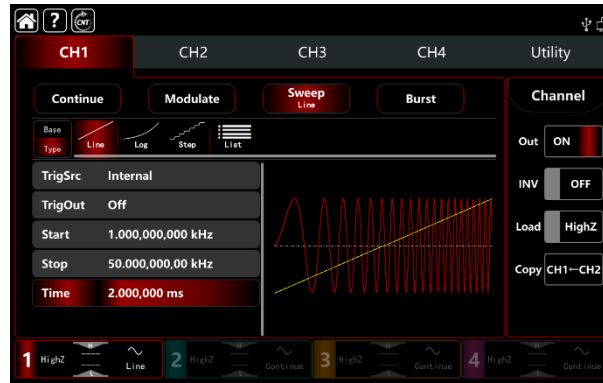 ? CNT
CH1 CH2 CH3 CH4 Utility
Continue Modulate Sweep Burst Channel
Line
Base
Type Line Log Step List
Out ON
TrigSrc Internal
INV OFF
TrigOut Off
Start 1.000,000,000 kHz
Load HighZ
Stop 50.000,000,00 kHz
Copy CH1←CH2
Time 2.000,000 ms
1 HighZ H L Line 2 HighZ Continue 3 HighZ Continue 4 HighZ Continue